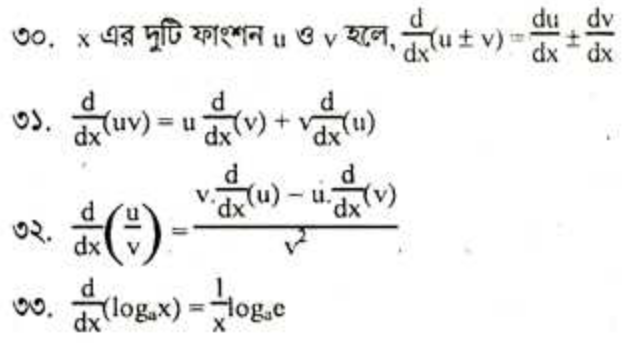 ৩০. x এর দুটি ফাংশন u ও v হলে, d/dx(u ± v) = du/dx ± dv/dx
৩১. d/dx(uv) = u d/dx(v) + v d/dx(u)
৩২. d/dx(u/v) = (v. d/dx(u) – u. d/dx(v))/v²
৩৩. d/dx(logₐx) = 1/x logₐe